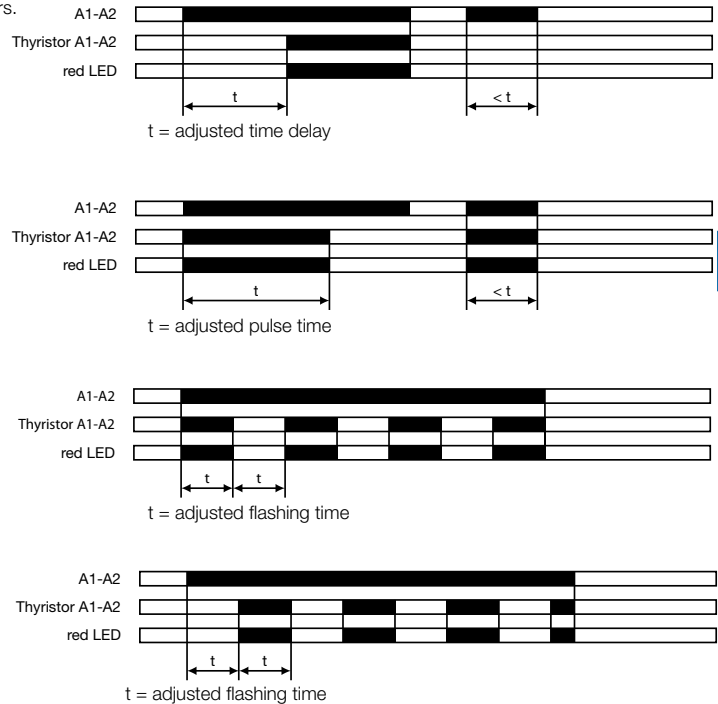 rs.
A1-A2
Thyristor A1-A2
red LED
t
< t
t = adjusted time delay
A1-A2
Thyristor A1-A2
red LED
t
< t
t = adjusted pulse time
A1-A2
Thyristor A1-A2
red LED
t
t
t = adjusted flashing time
A1-A2
Thyristor A1-A2
red LED
t
t
t = adjusted flashing time